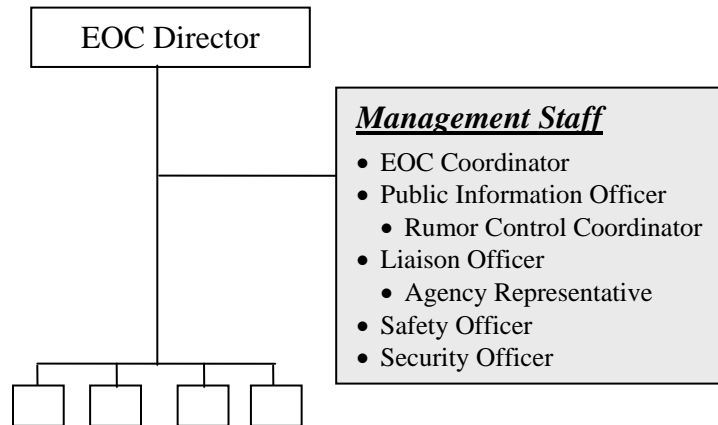 EOC Director
Management Staff
• EOC Coordinator
• Public Information Officer
• Rumor Control Coordinator
• Liaison Officer
• Agency Representative
• Safety Officer
• Security Officer